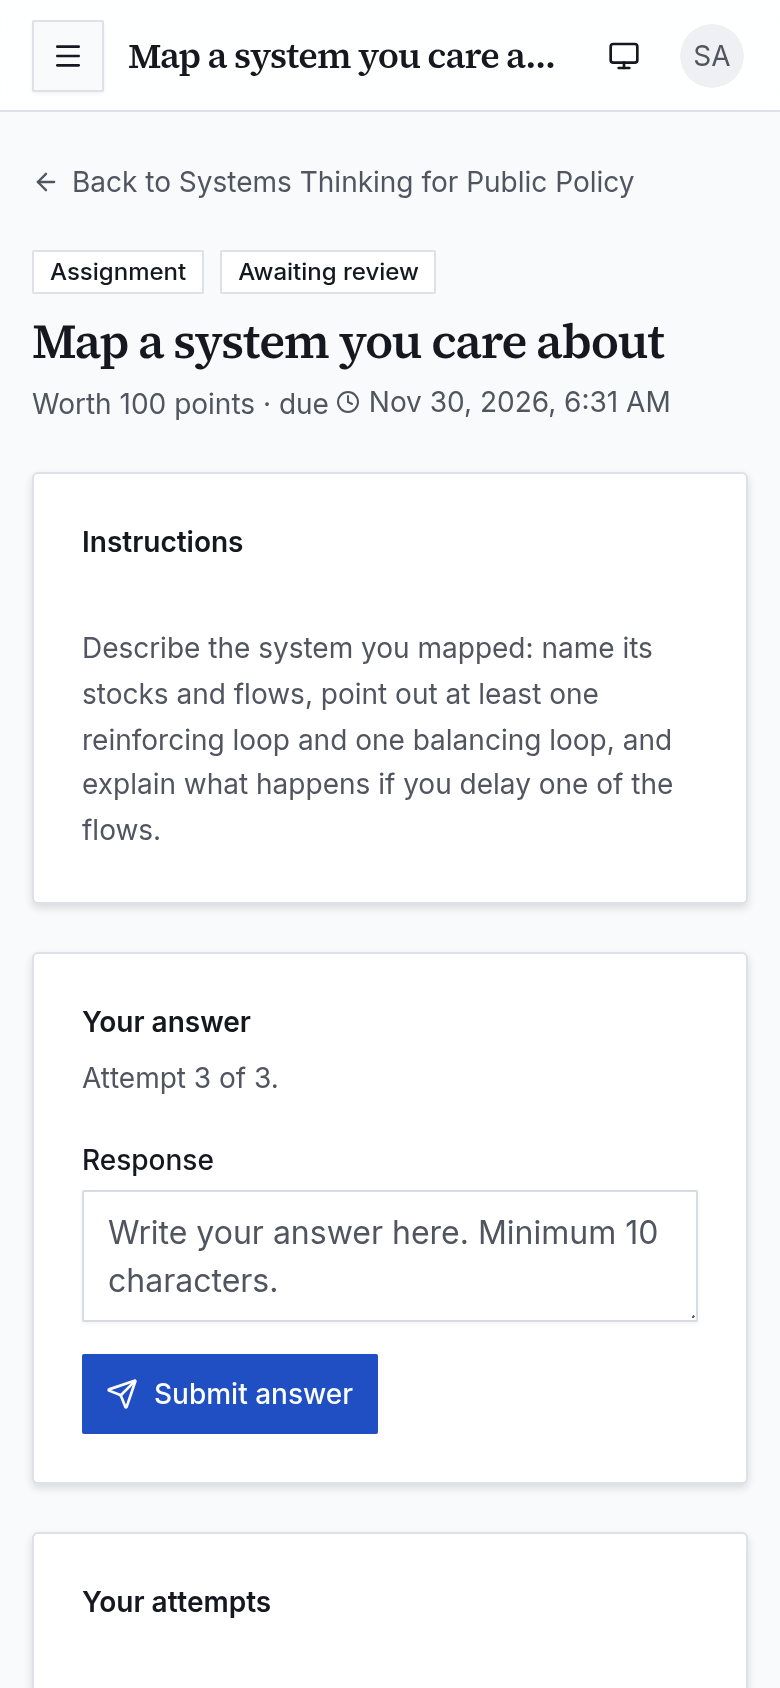 Map a system you care a...
SA
Back to Systems Thinking for Public Policy
Assignment
Awaiting review
Map a system you care about
Worth 100 points · due Nov 30, 2026, 6:31 AM
Instructions
Describe the system you mapped: name its
stocks and flows, point out at least one
reinforcing loop and one balancing loop, and
explain what happens if you delay one of the
flows.
Your answer
Attempt 3 of 3.
Response
Write your answer here. Minimum 10
characters.
Submit answer
Your attempts